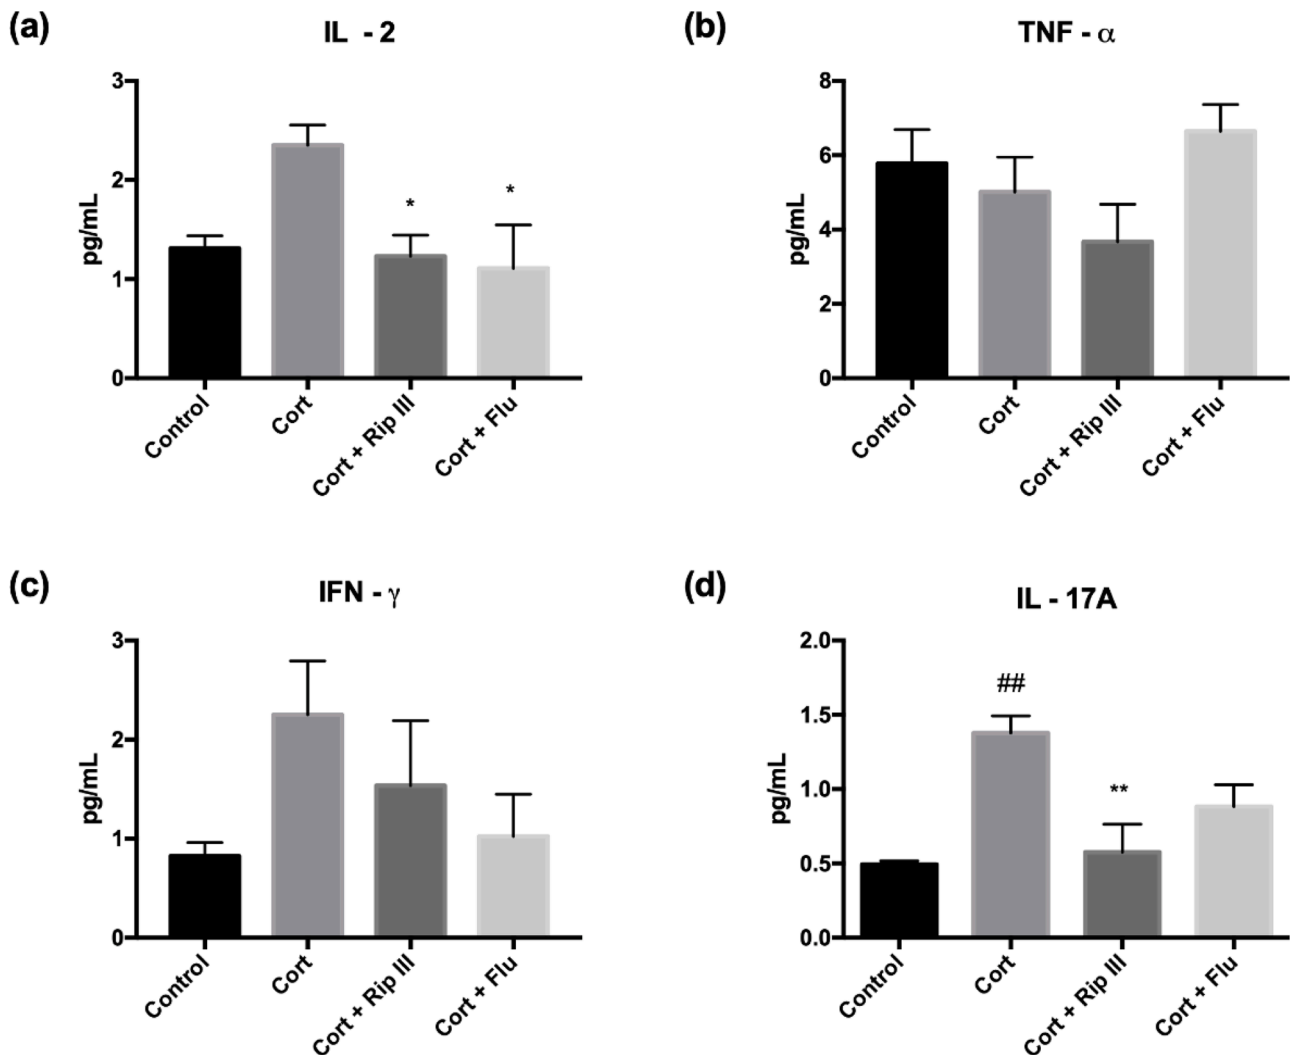 (a)
IL - 2
3
2
1
0
pg/mL
*
*
Control
Cort
Cort + Rip III
Cort + Flu
(b)
TNF - α
8
6
4
2
0
pg/mL
Control
Cort
Cort + Rip III
Cort + Flu
(c)
IFN - γ
3
2
1
0
pg/mL
Control
Cort
Cort + Rip III
Cort + Flu
(d)
IL - 17A
2.0
1.5
1.0
0.5
0.0
pg/mL
##
**
Control
Cort
Cort + Rip III
Cort + Flu